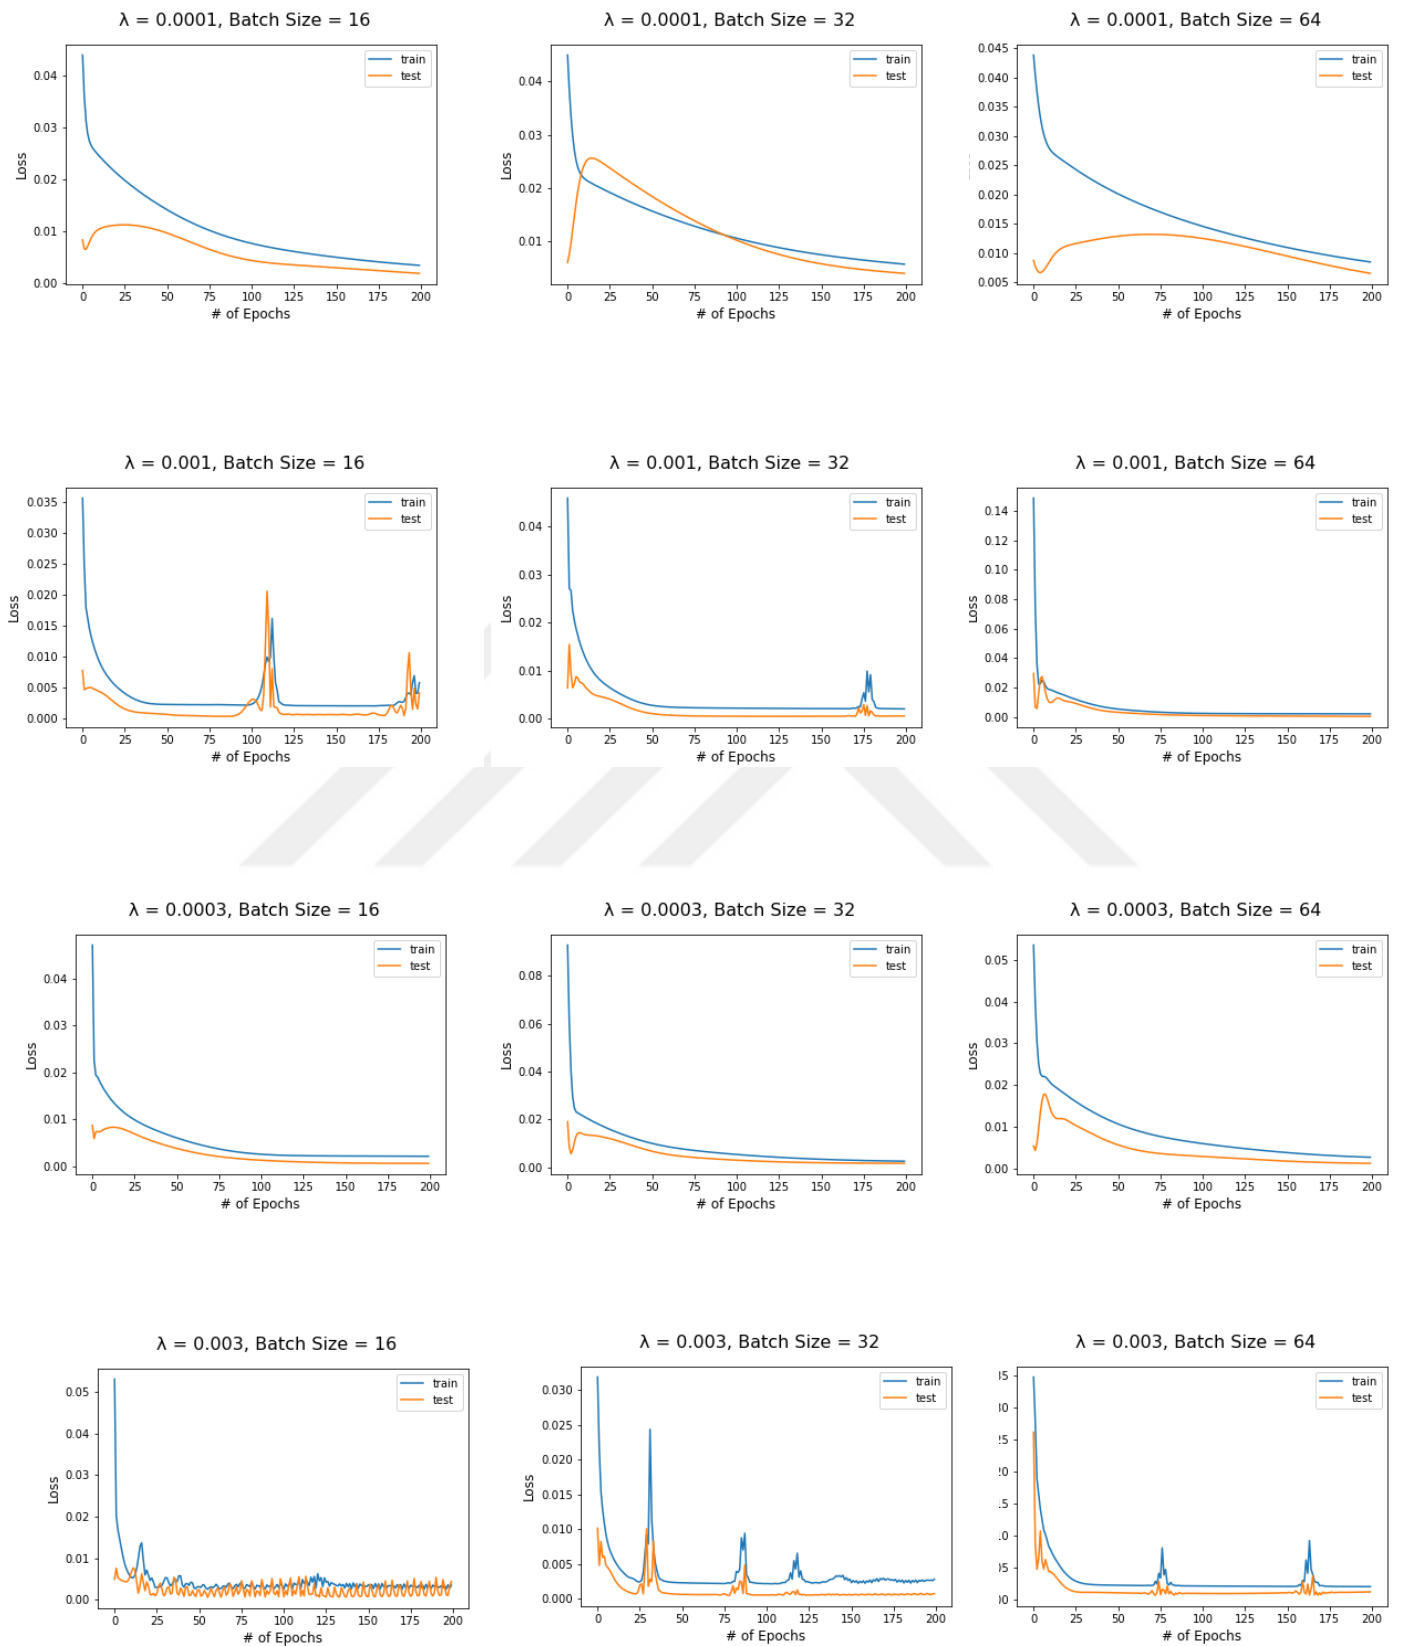 λ = 0.0001, Batch Size = 16
train
test
0.04
0.03
0.02
0.01
0.00
Loss
0 25 50 75 100 125 150 175 200
# of Epochs
λ = 0.0001, Batch Size = 32
train
test
0.04
0.03
0.02
0.01
Loss
0 25 50 75 100 125 150 175 200
# of Epochs
λ = 0.0001, Batch Size = 64
train
test
0.045
0.040
0.035
0.030
0.025
0.020
0.015
0.010
0.005
0 25 50 75 100 125 150 175 200
# of Epochs
λ = 0.001, Batch Size = 16
train
test
0.035
0.030
0.025
0.020
0.015
0.010
0.005
0.000
Loss
0 25 50 75 100 125 150 175 200
# of Epochs
λ = 0.001, Batch Size = 32
train
test
0.04
0.03
0.02
0.01
0.00
Loss
0 25 50 75 100 125 150 175 200
# of Epochs
λ = 0.001, Batch Size = 64
train
test
0.14
0.12
0.10
0.08
0.06
0.04
0.02
0.00
Loss
0 25 50 75 100 125 150 175 200
# of Epochs
λ = 0.0003, Batch Size = 16
train
test
0.04
0.03
0.02
0.01
0.00
Loss
0 25 50 75 100 125 150 175 200
# of Epochs
λ = 0.0003, Batch Size = 32
train
test
0.08
0.06
0.04
0.02
0.00
Loss
0 25 50 75 100 125 150 175 200
# of Epochs
λ = 0.0003, Batch Size = 64
train
test
0.05
0.04
0.03
0.02
0.01
0.00
Loss
0 25 50 75 100 125 150 175 200
# of Epochs
λ = 0.003, Batch Size = 16
train
test
0.05
0.04
0.03
0.02
0.01
0.00
Loss
0 25 50 75 100 125 150 175 200
# of Epochs
λ = 0.003, Batch Size = 32
train
test
0.030
0.025
0.020
0.015
0.010
0.005
0.000
Loss
0 25 50 75 100 125 150 175 200
# of Epochs
λ = 0.003, Batch Size = 64
train
test
0 25 50 75 100 125 150 175 200
# of Epochs